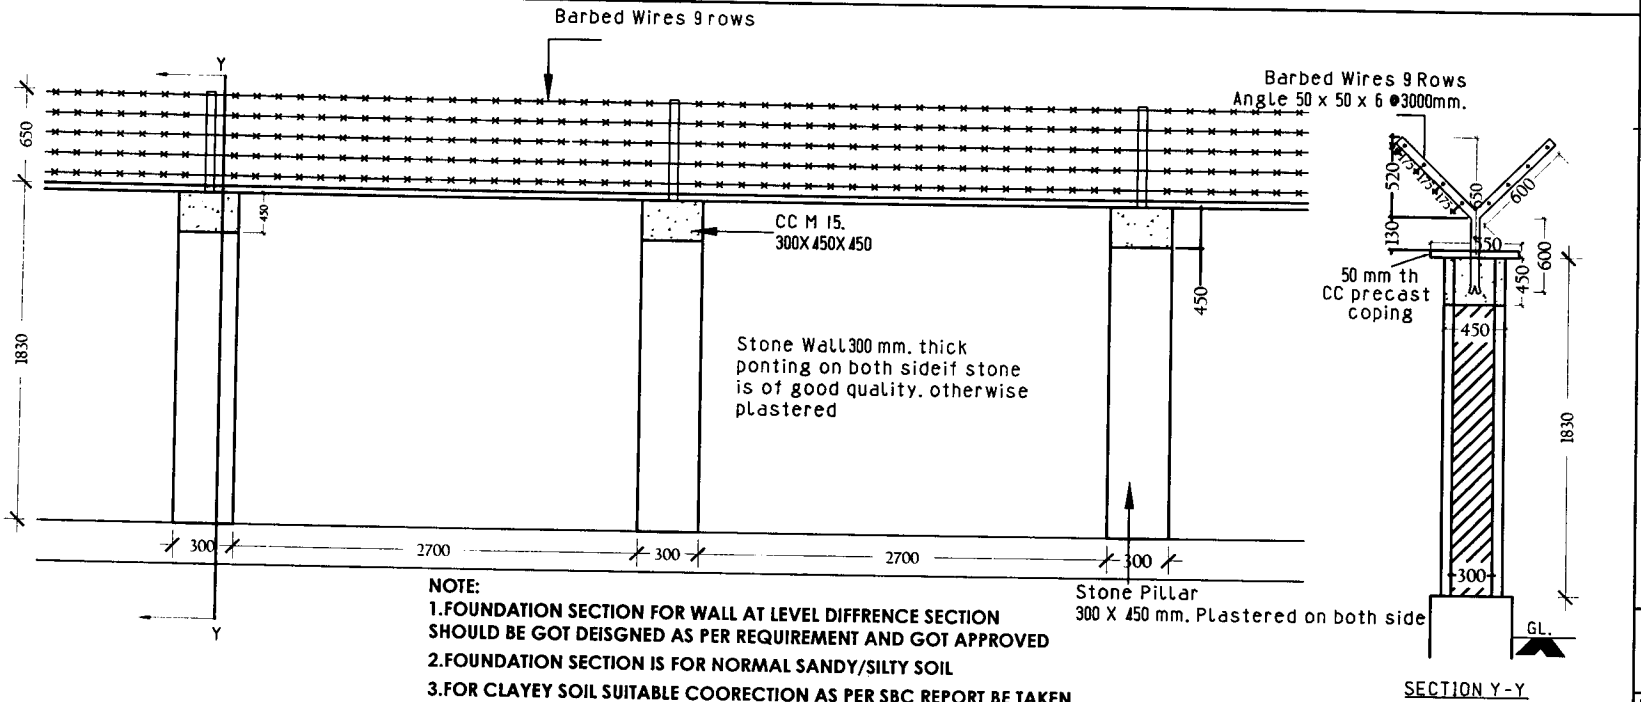 Barbed Wires 9 rows
Y
650
1830
450
CC M 15.
300X450X450
450
Stone Wall 300 mm. thick
ponting on both sideif stone
is of good quality. otherwise
plastered
300
2700
300
2700
300
Y
Stone Pillar
300 X 450 mm. Plastered on both side
NOTE:
1.FOUNDATION SECTION FOR WALL AT LEVEL DIFFRENCE SECTION
SHOULD BE GOT DEISGNED AS PER REQUIREMENT AND GOT APPROVED
2.FOUNDATION SECTION IS FOR NORMAL SANDY/SILTY SOIL
3.FOR CLAYEY SOIL SUITABLE COORECTION AS PER SBC REPORT BE TAKEN
Barbed Wires 9 Rows
Angle 50 x 50 x 6 @3000mm.
175
175
175
520
130
600
550
600
450
50 mm th
CC precast
coping
450
1830
300
GL.
SECTION Y-Y